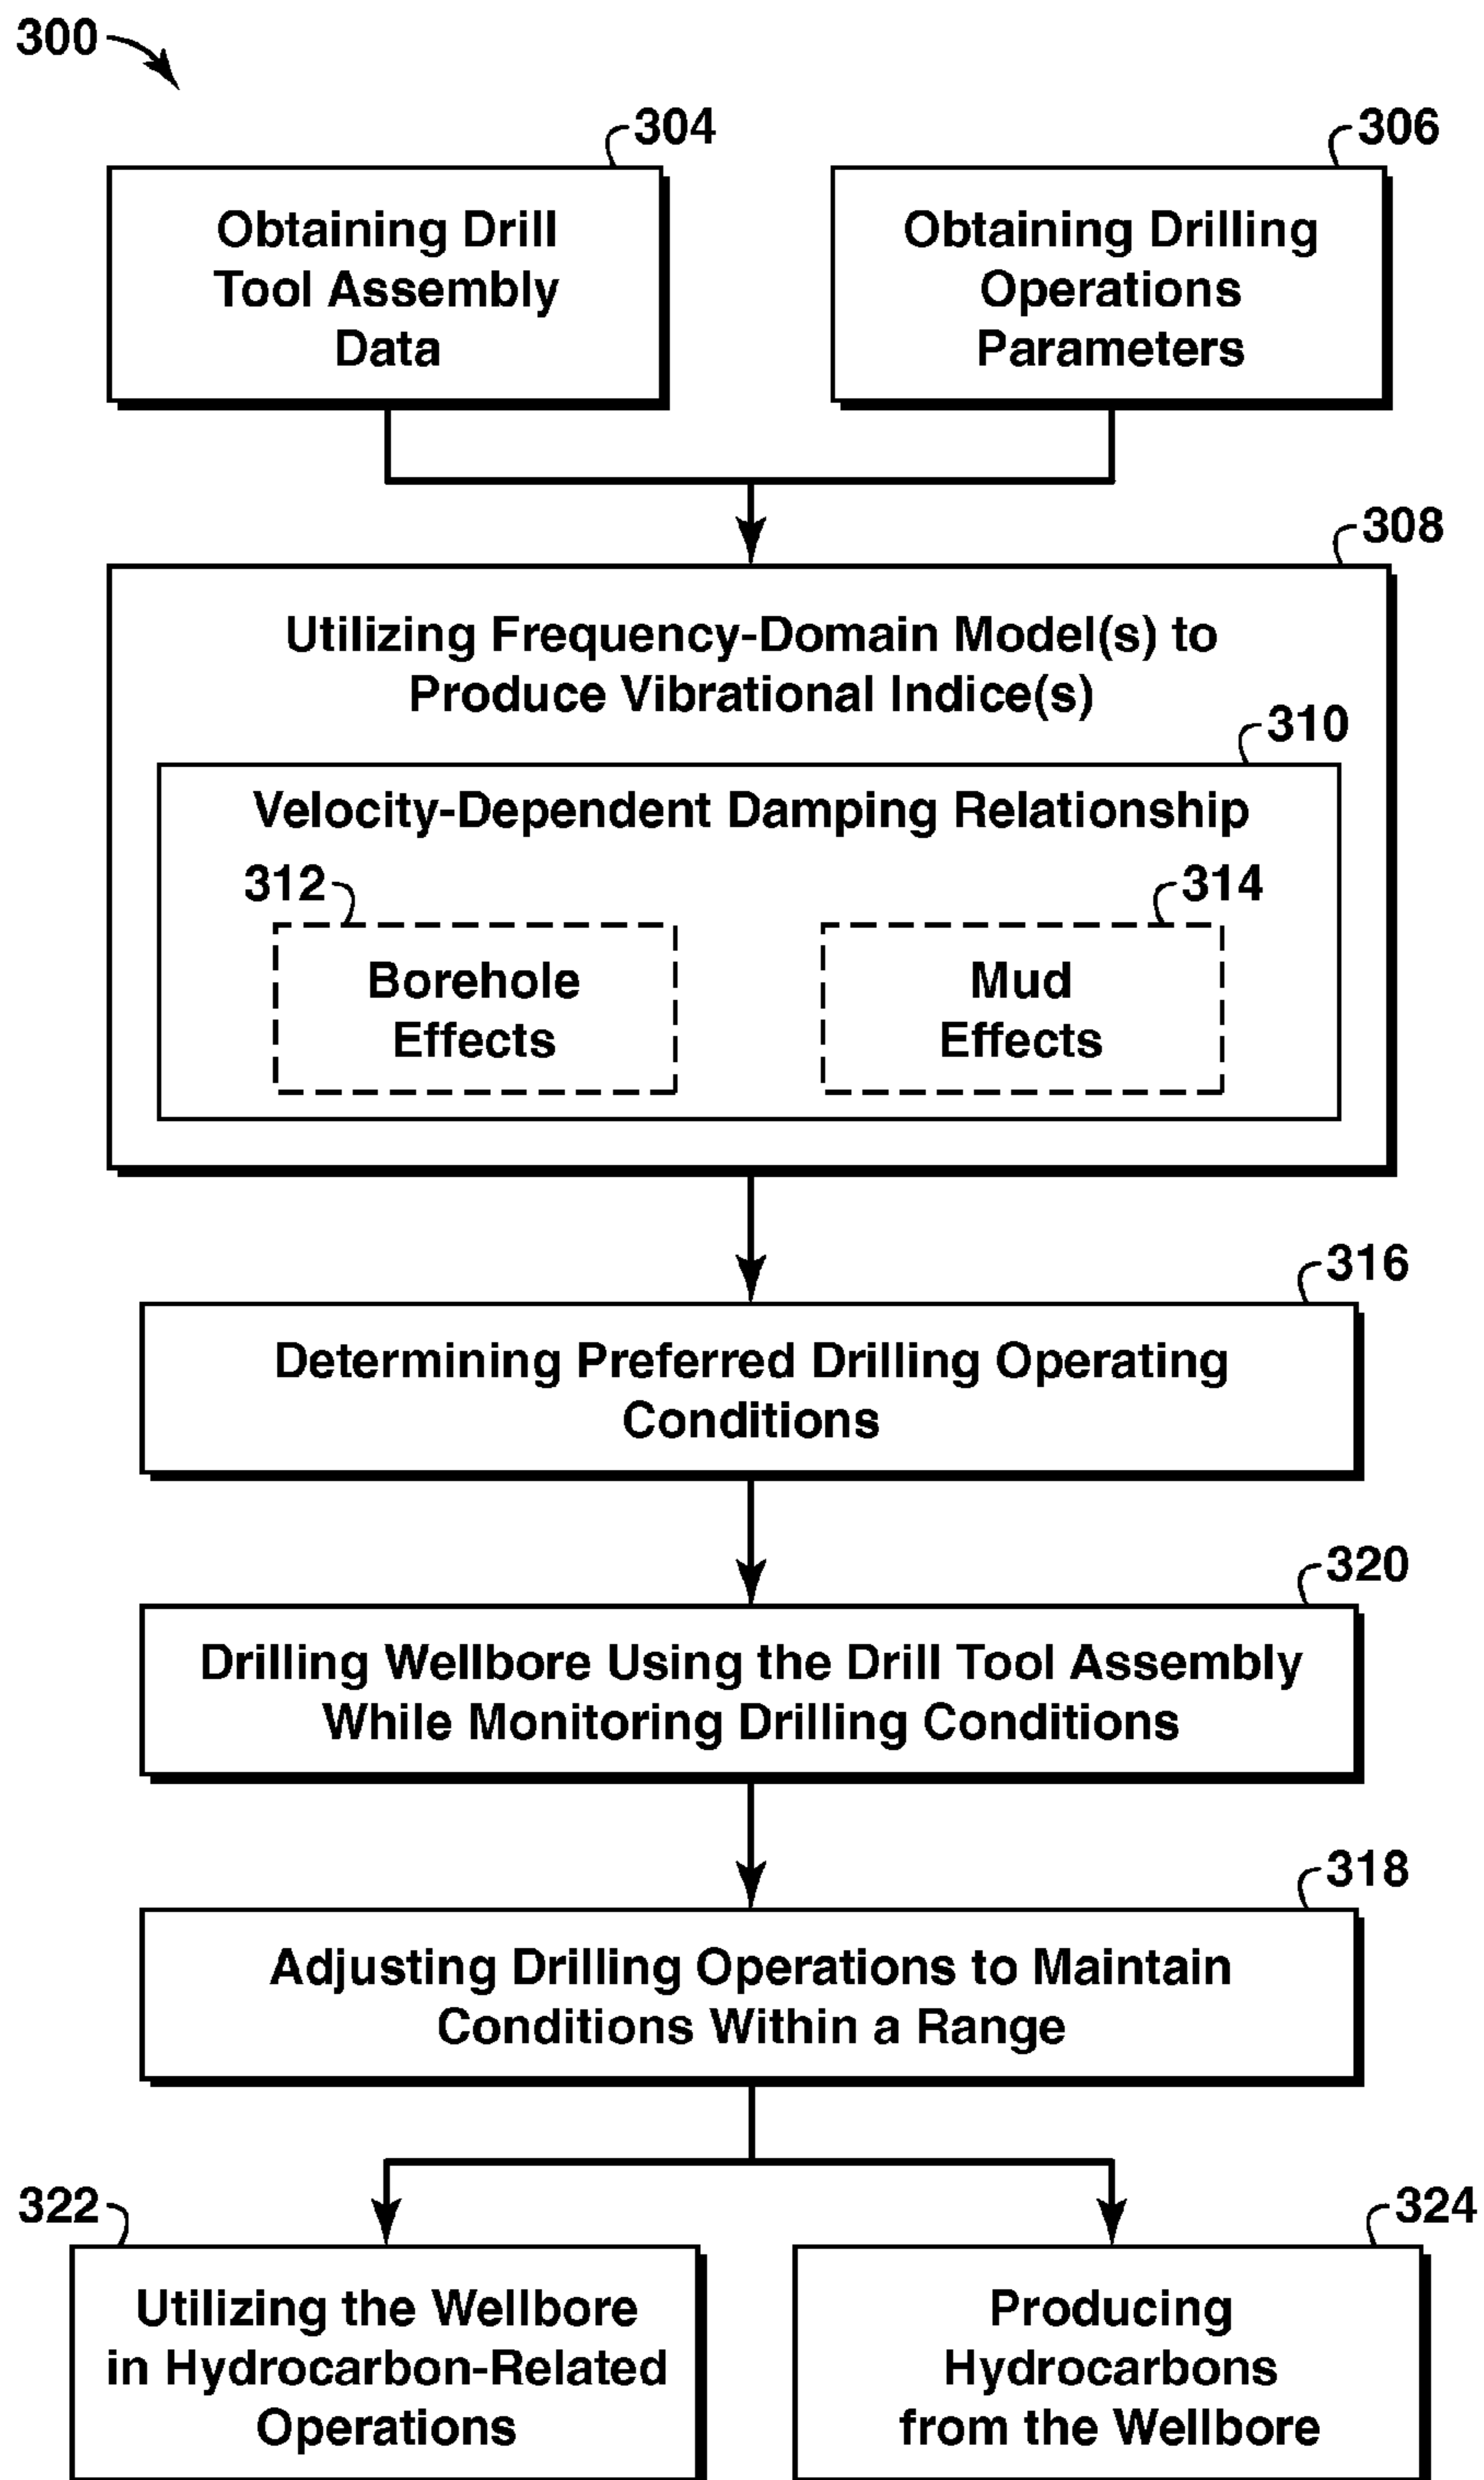 300
304
306
Obtaining Drill
Tool Assembly
Data
Obtaining Drilling
Operations
Parameters
308
Utilizing Frequency-Domain Model(s) to
Produce Vibrational Indice(s)
310
Velocity-Dependent Damping Relationship
312
314
Borehole
Effects
Mud
Effects
316
Determining Preferred Drilling Operating
Conditions
320
Drilling Wellbore Using the Drill Tool Assembly
While Monitoring Drilling Conditions
318
Adjusting Drilling Operations to Maintain
Conditions Within a Range
322
324
Utilizing the Wellbore
in Hydrocarbon-Related
Operations
Producing
Hydrocarbons
from the Wellbore